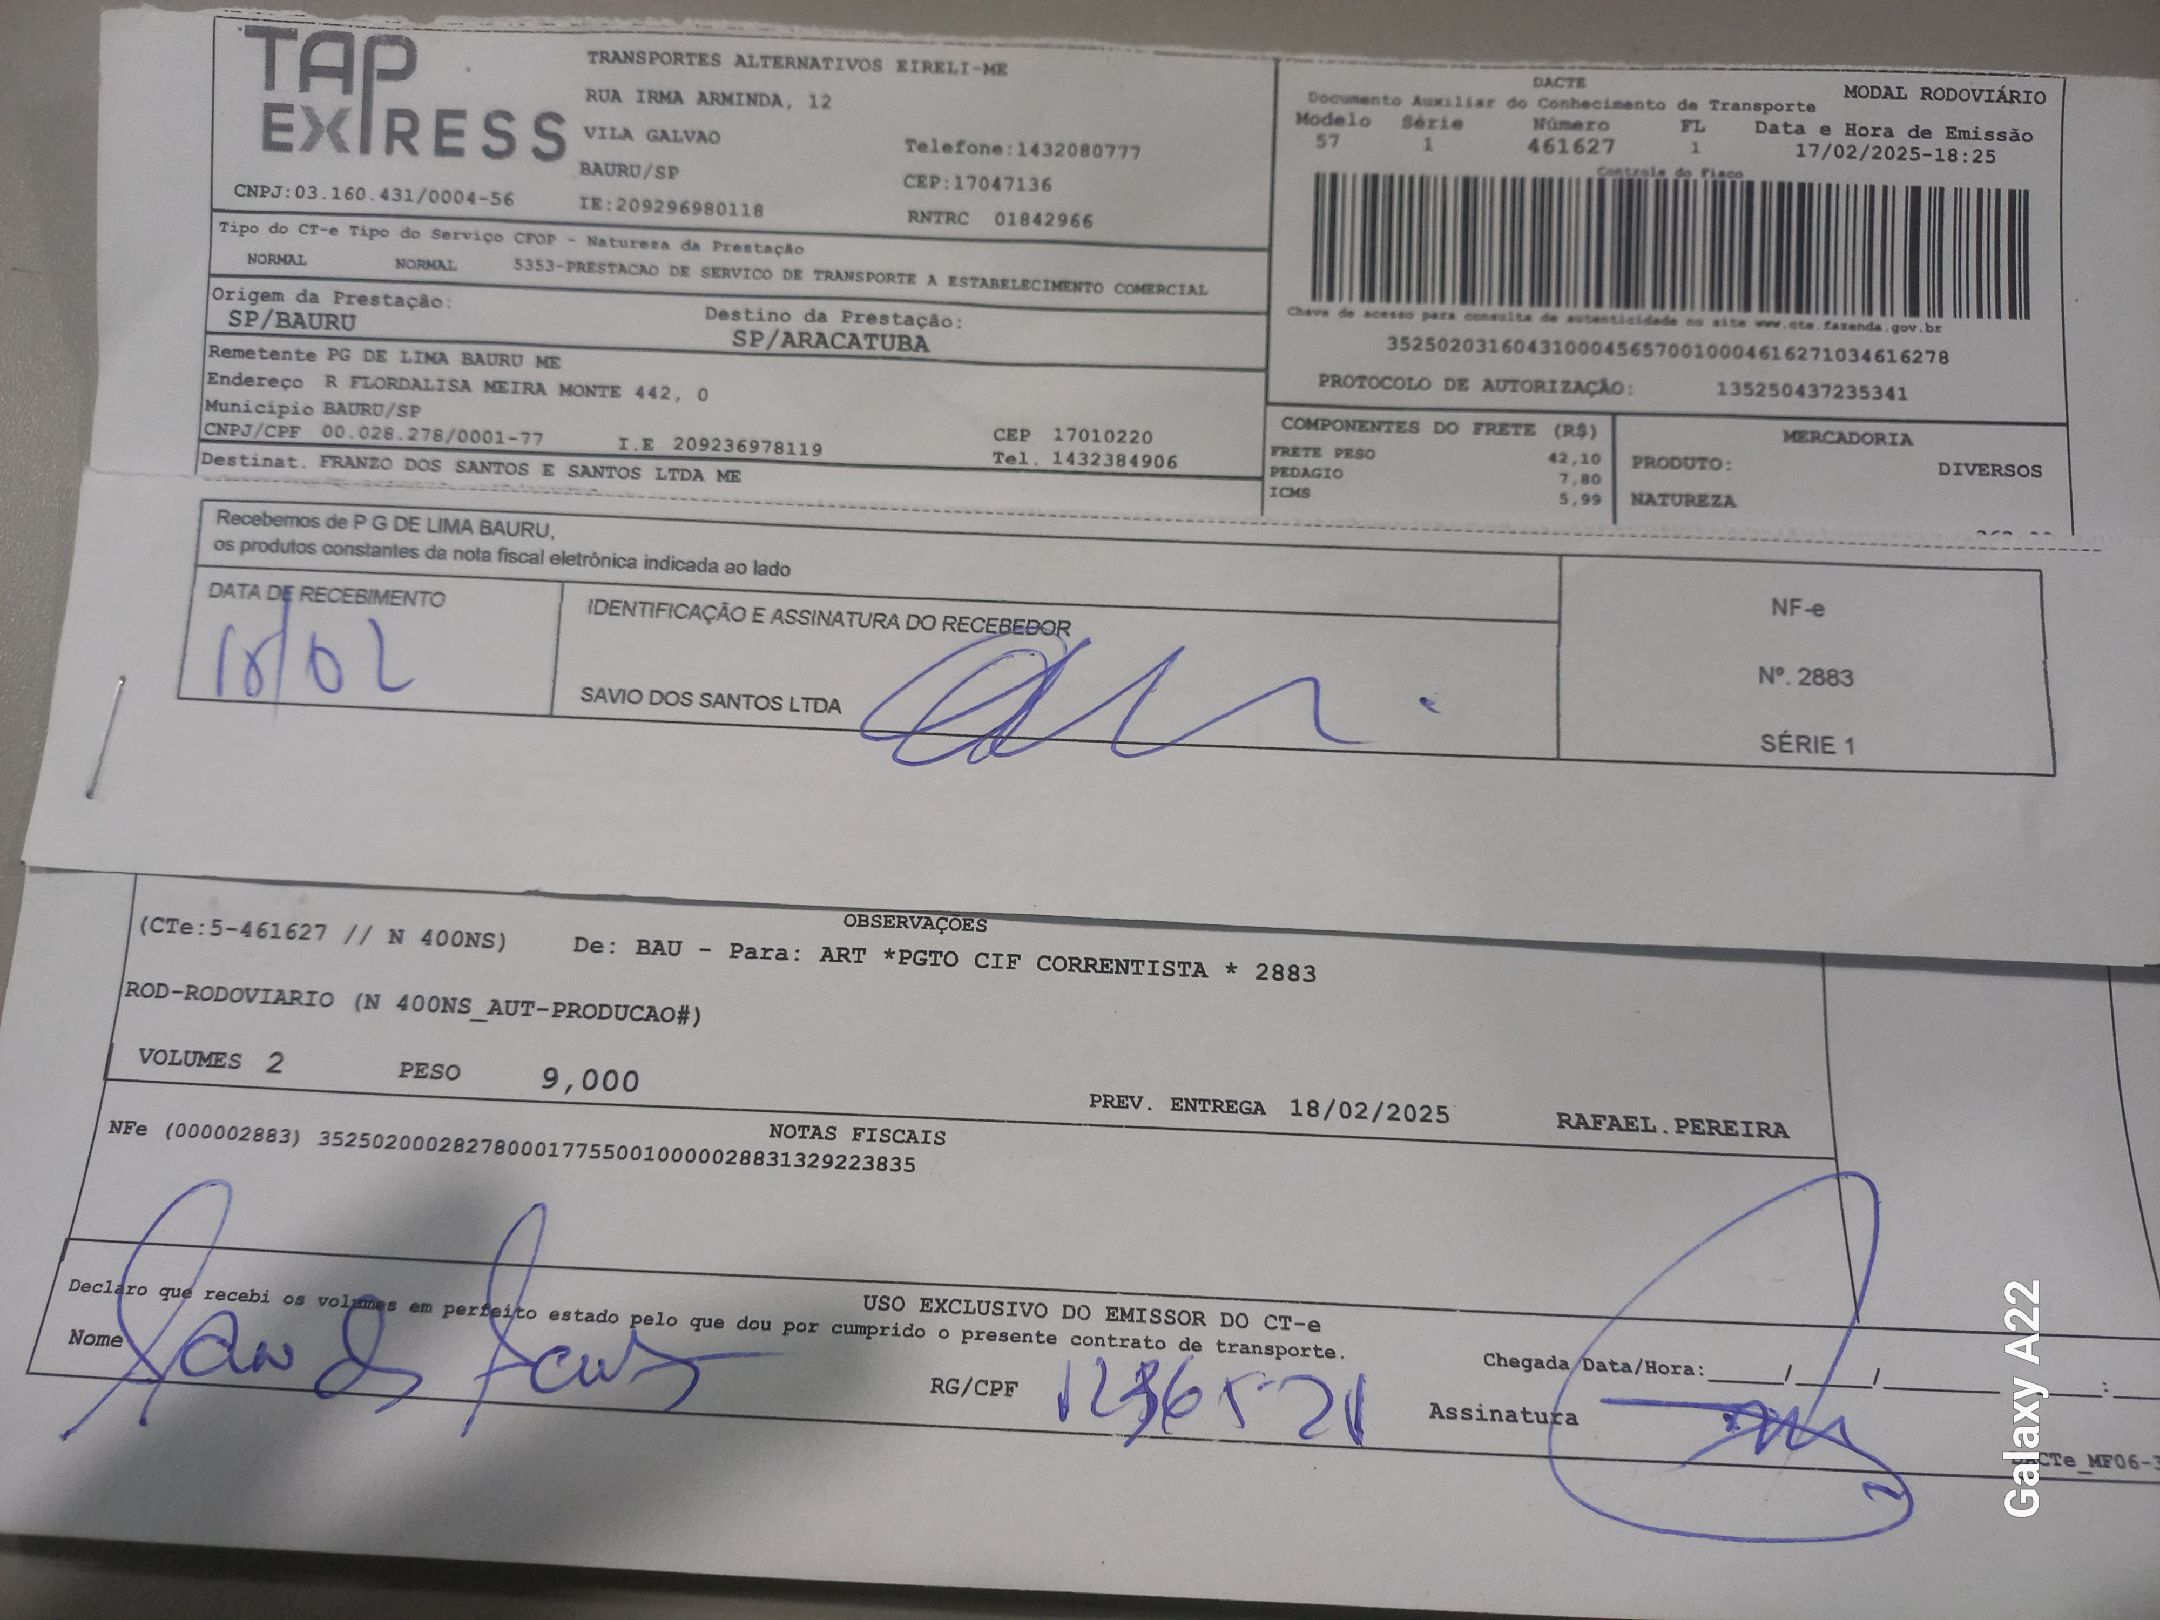 TAP
EXPRESS
CNPJ:03.160.431/0004-56
TRANSPORTES ALTERNATIVOS EIRELI-ME
RUA IRMA ARMINDA, 12
VILA GALVAO
BAURU/SP
IE:209296980118
Telefone:1432080777
CEP:17047136
RNTRC 01842966
DACTE
MODAL RODOVIÁRIO
Documento Auxiliar do Conhecimento de Transporte
Modelo Série Número FL Data e Hora de Emissão
57 1 461627 1 17/02/2025-18:25
Controle do Fisco
Chave de acesso para consulta de autenticidade no site www.cte.fazenda.gov.br
35250203160431000456570010004616271034616278
PROTOCOLO DE AUTORIZAÇÃO: 135250437235341
Tipo do CT-e Tipo do Serviço CFOP - Natureza da Prestação
NORMAL NORMAL 5353-PRESTACAO DE SERVICO DE TRANSPORTE A ESTABELECIMENTO COMERCIAL
Origem da Prestação: Destino da Prestação:
SP/BAURU SP/ARACATUBA
Remetente PG DE LIMA BAURU ME
Endereço R FLORDALISA MEIRA MONTE 442, 0
Município BAURU/SP
CNPJ/CPF 00.028.278/0001-77 I.E 209236978119
CEP 17010220
Tel. 1432384906
Destinat. FRANZO DOS SANTOS E SANTOS LTDA ME
COMPONENTES DO FRETE (R$)
FRETE PESO 42,10
PEDAGIO 7,80
ICMS 5,99
MERCADORIA
PRODUTO: DIVERSOS
NATUREZA
Recebemos de P G DE LIMA BAURU,
os produtos constantes da nota fiscal eletrônica indicada ao lado
DATA DE RECEBIMENTO
18/02
IDENTIFICAÇÃO E ASSINATURA DO RECEBEDOR
SAVIO DOS SANTOS LTDA
NF-e
Nº. 2883
SÉRIE 1
OBSERVAÇÕES
(CTe:5-461627 // N 400NS) De: BAU - Para: ART *PGTO CIF CORRENTISTA * 2883
ROD-RODOVIARIO (N 400NS_AUT-PRODUCAO#)
VOLUMES 2 PESO 9,000
PREV. ENTREGA 18/02/2025 RAFAEL.PEREIRA
NOTAS FISCAIS
NFe (000002883) 35250200028278000177550010000028831329223835
USO EXCLUSIVO DO EMISSOR DO CT-e
Declaro que recebi os volumes em perfeito estado pelo que dou por cumprido o presente contrato de transporte.
Nome
RG/CPF
Chegada Data/Hora:____/____/________ ____:____
Assinatura
CTe_MF06-3
Galaxy A22